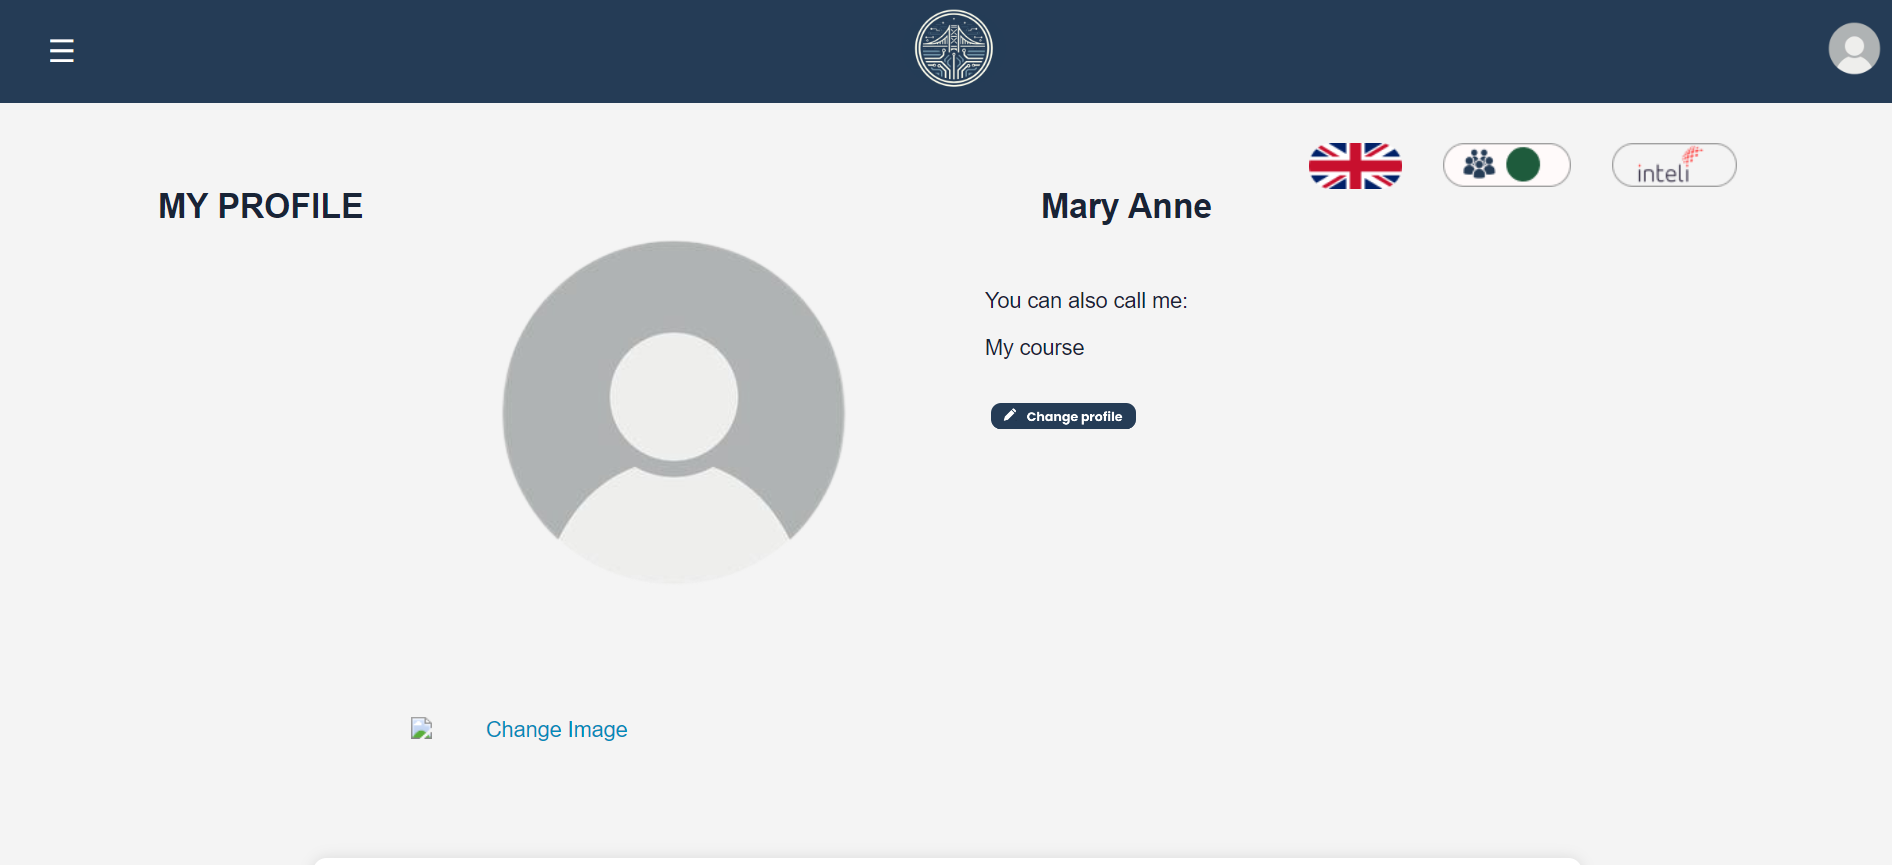 inteli
MY PROFILE
Mary Anne
You can also call me:
My course
Change profile
Change Image